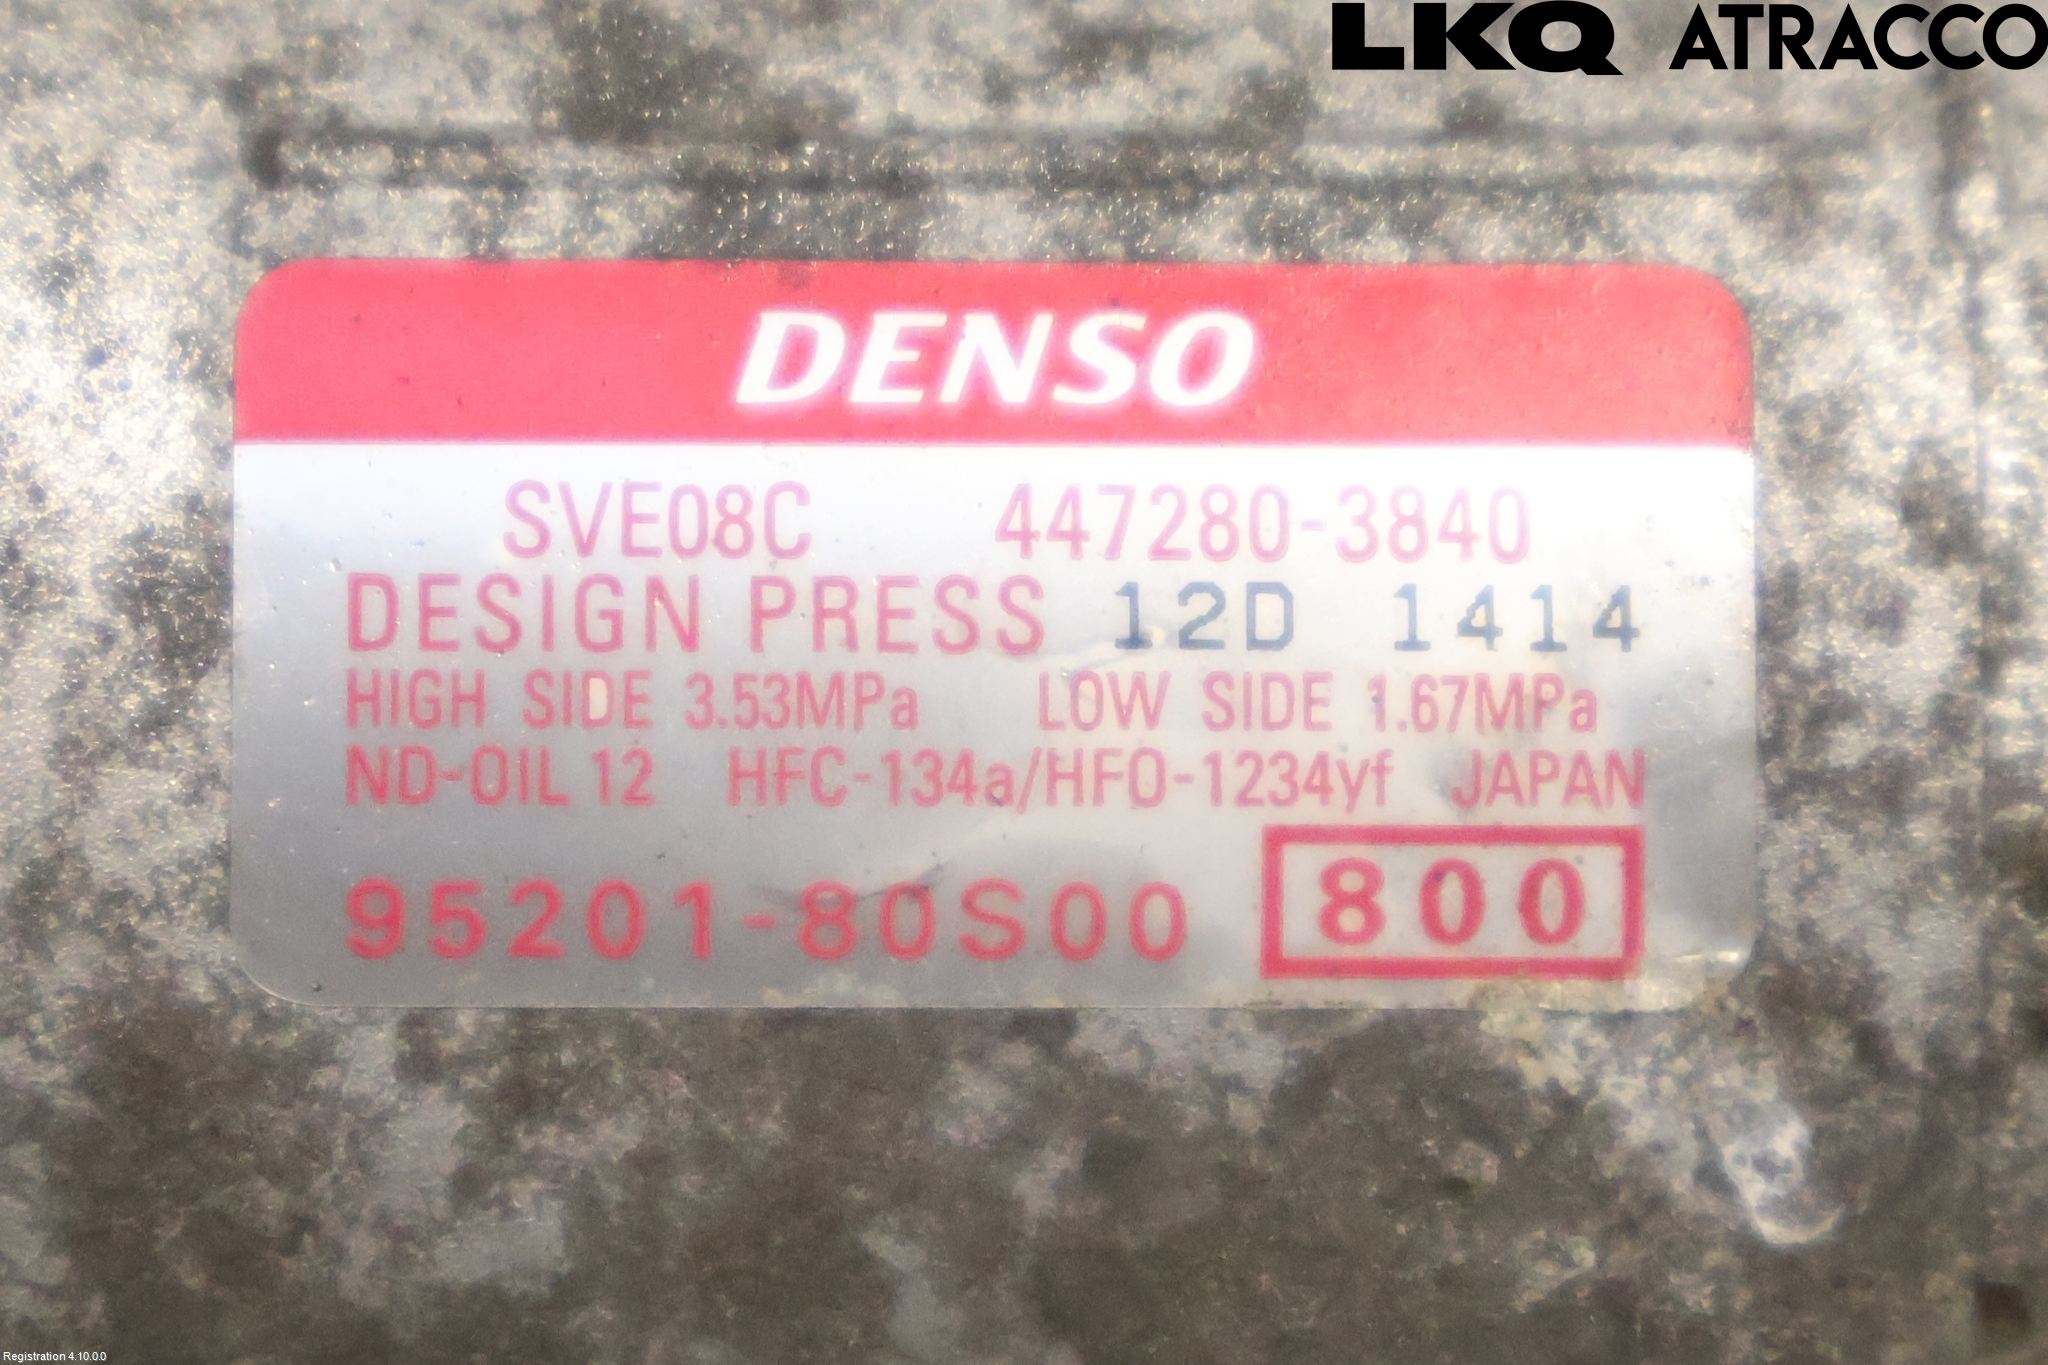 LKQ ATRACCO
DENSO
SVE08C 447280-3840
DESIGN PRESS 12D 1414
HIGH SIDE 3.53MPa LOW SIDE 1.67MPa
ND-OIL 12 HFC-134a/HFO-1234yf JAPAN
95201-80S00 800
Registration 4.10.0.0